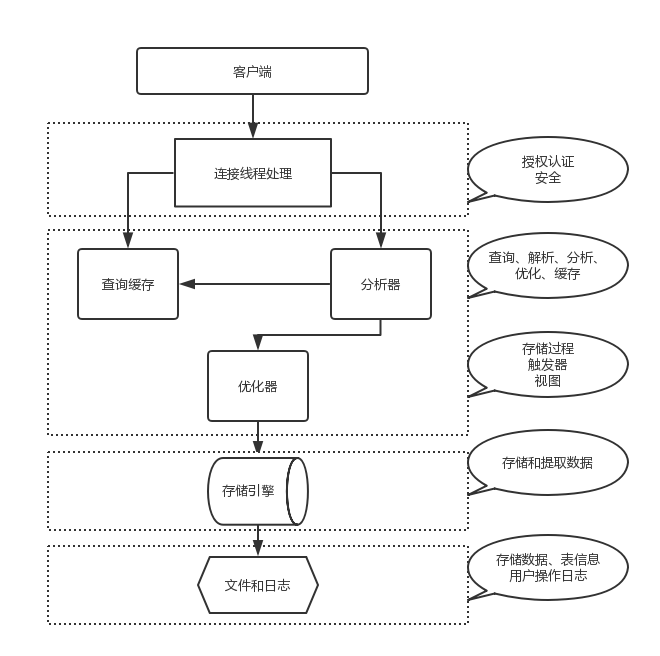 客户端
连接线程处理
授权认证
安全
查询缓存
分析器
查询、解析、分析、
优化、缓存
优化器
存储过程
触发器
视图
存储引擎
存储和提取数据
文件和日志
存储数据、表信息
用户操作日志